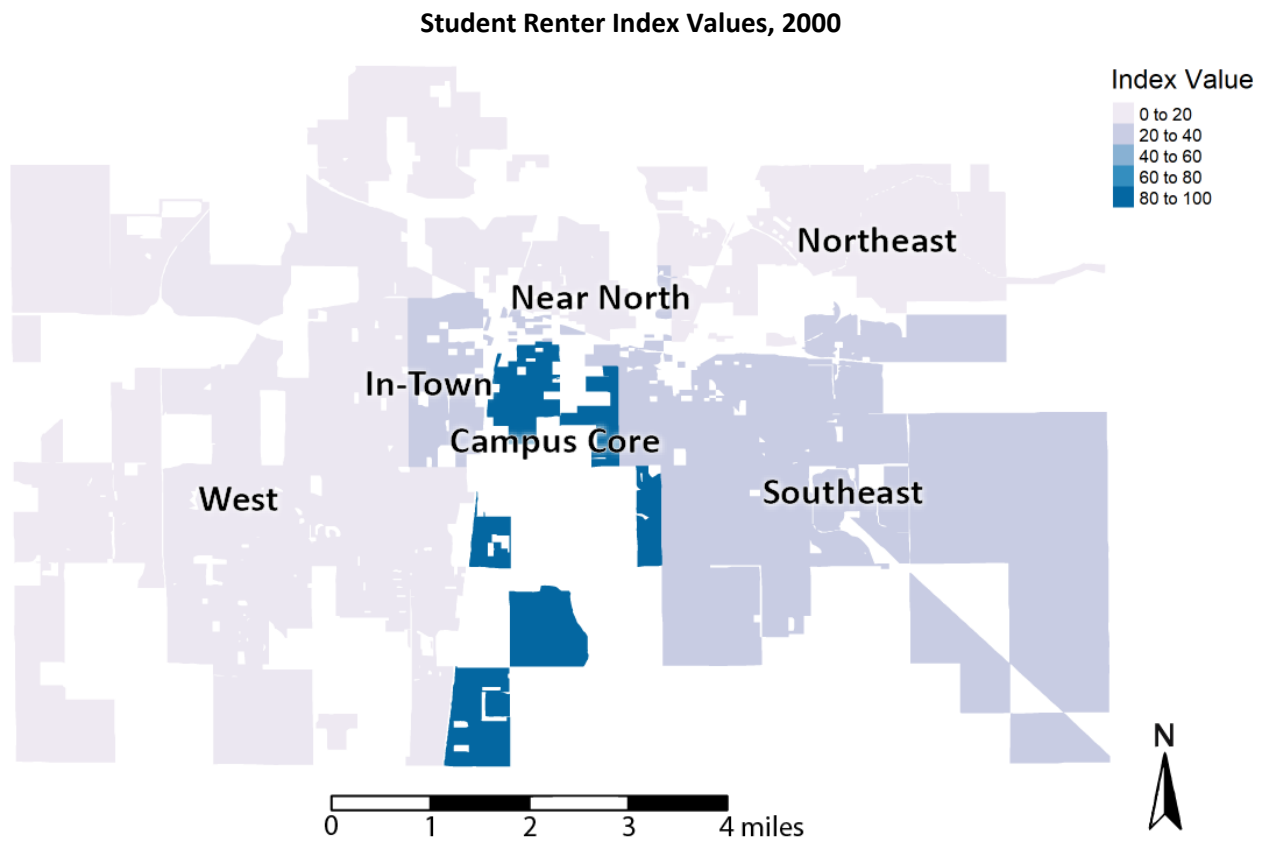 Student Renter Index Values, 2000
Index Value
0 to 20
20 to 40
40 to 60
60 to 80
80 to 100
Northeast
Near North
In-Town
Campus Core
West
Southeast
N
0 1 2 3 4 miles